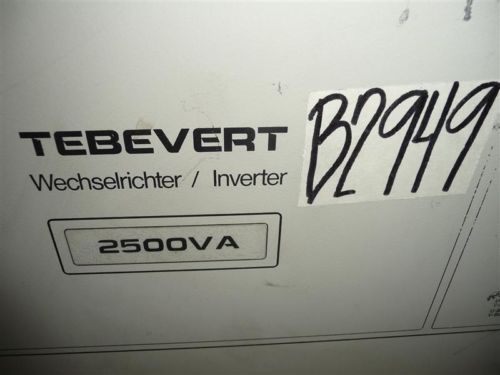 TEBEVERT
Wechselrichter / Inverter
2500VA
B2949